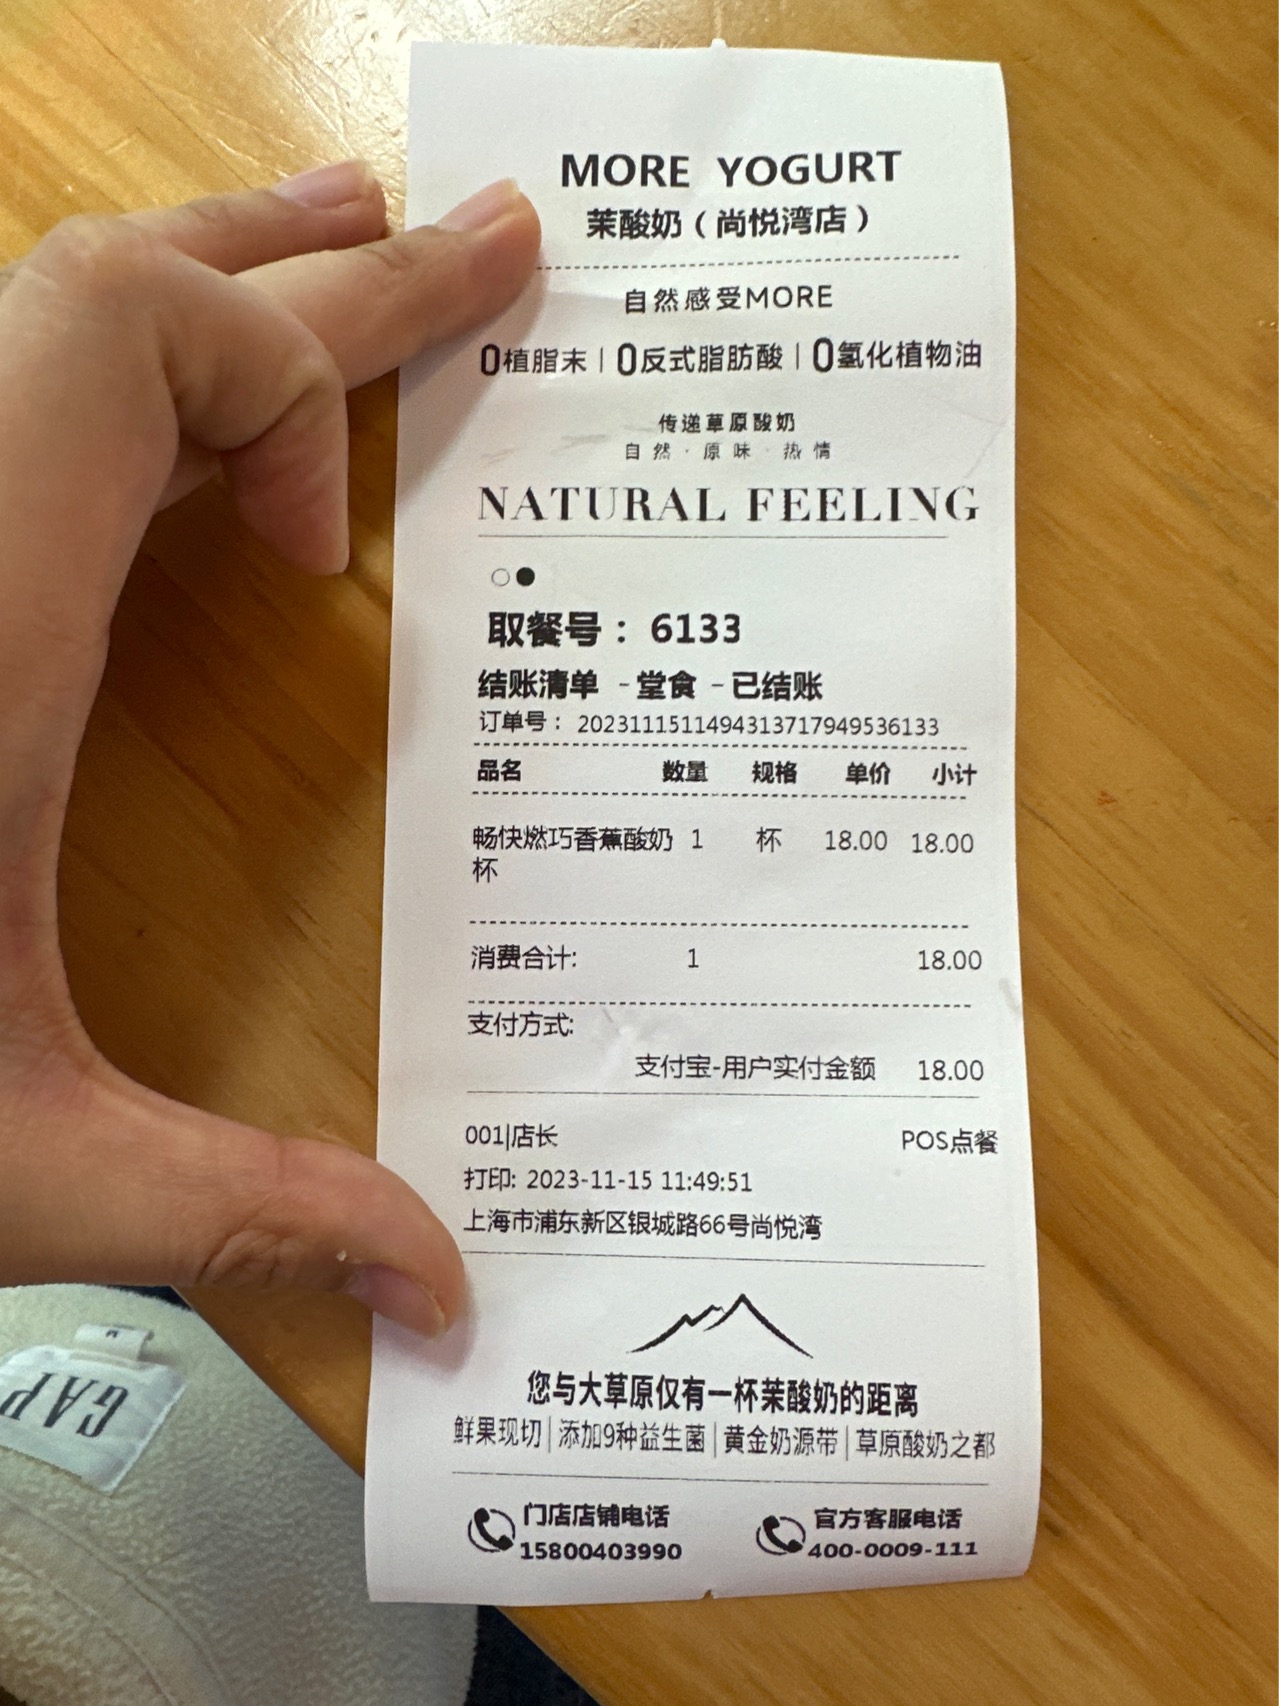 MORE YOGURT
茉酸奶（尚悦湾店）
自然感受MORE
0植脂末｜0反式脂肪酸｜0氢化植物油
传递草原酸奶
自然·原味·热情
NATURAL FEELING
取餐号：6133
结账清单 -堂食 -已结账
订单号：20231115114943137179495​36133
品名 数量 规格 单价 小计
畅快燃巧香蕉酸奶 1 杯 18.00 18.00
杯
消费合计: 1 18.00
支付方式:
支付宝-用户实付金额 18.00
001|店长 POS点餐
打印: 2023-11-15 11:49:51
上海市浦东新区银城路66号尚悦湾
您与大草原仅有一杯茉酸奶的距离
鲜果现切|添加9种益生菌|黄金奶源带|草原酸奶之都
门店店铺电话 官方客服电话
15800403990 400-0009-111
GAP